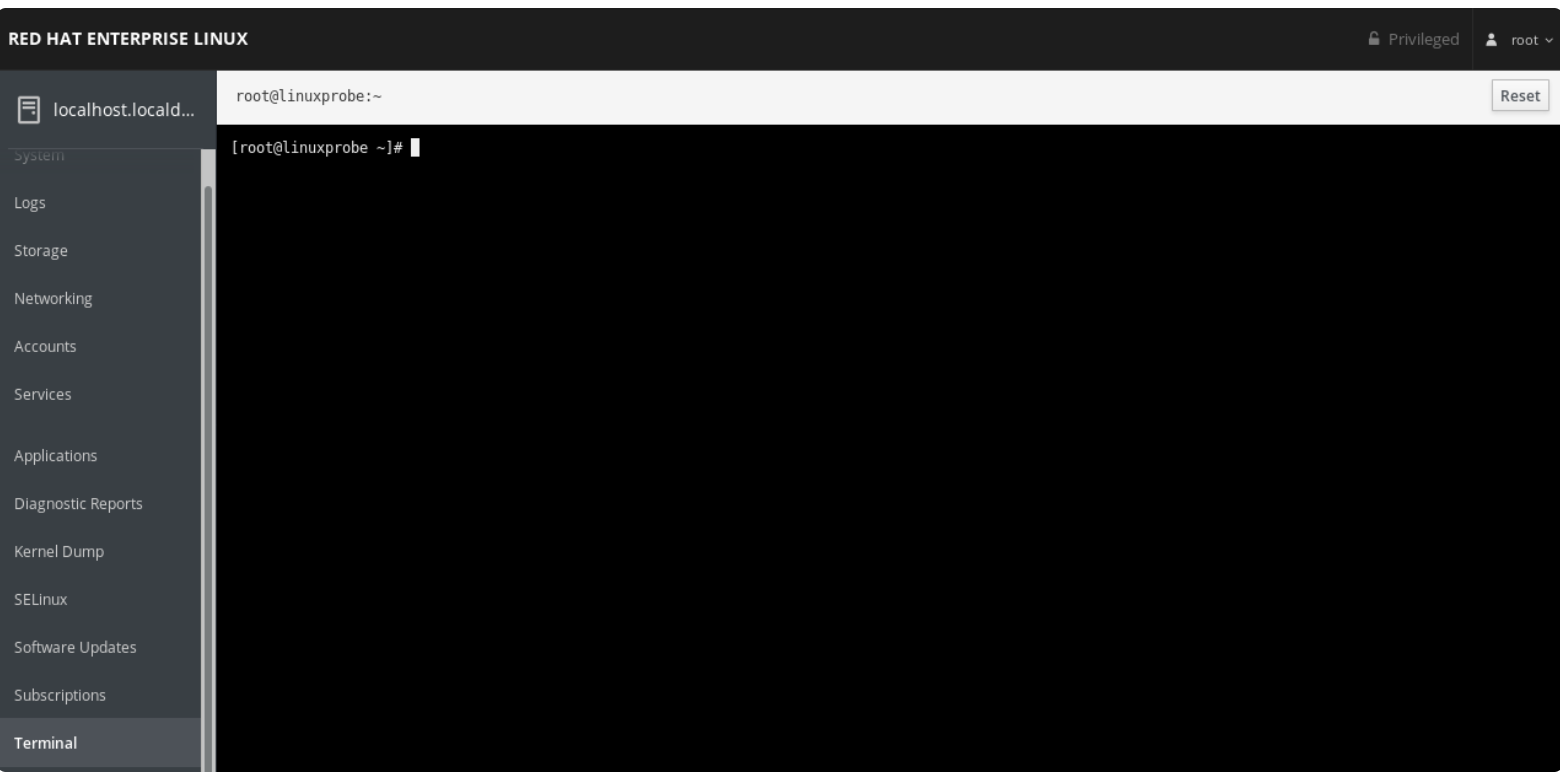 RED HAT ENTERPRISE LINUX
Privileged
root
localhost.locald...
root@linuxprobe:~
Reset
[root@linuxprobe ~]#
System
Logs
Storage
Networking
Accounts
Services
Applications
Diagnostic Reports
Kernel Dump
SELinux
Software Updates
Subscriptions
Terminal